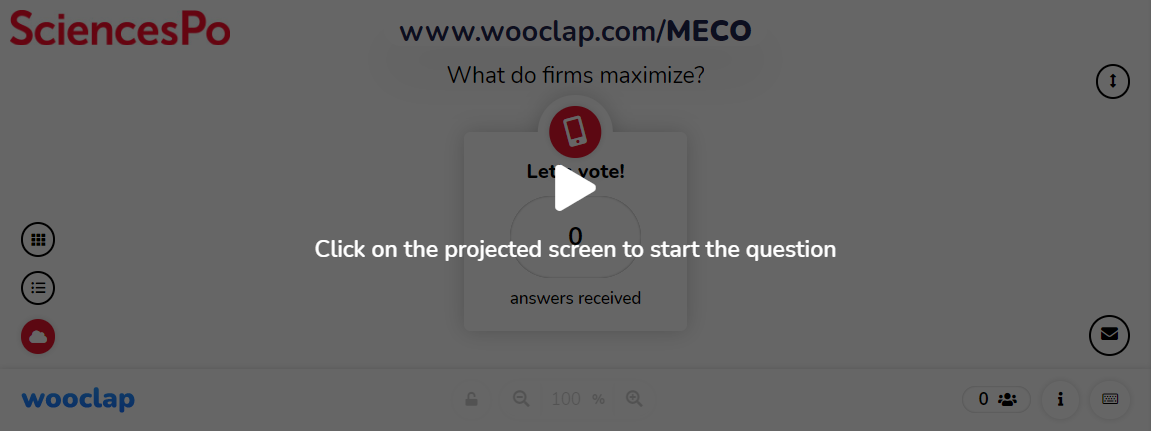 SciencesPo
www.wooclap.com/MECO
What do firms maximize?
Let's vote!
0
Click on the projected screen to start the question
answers received
wooclap
100 %
0
i